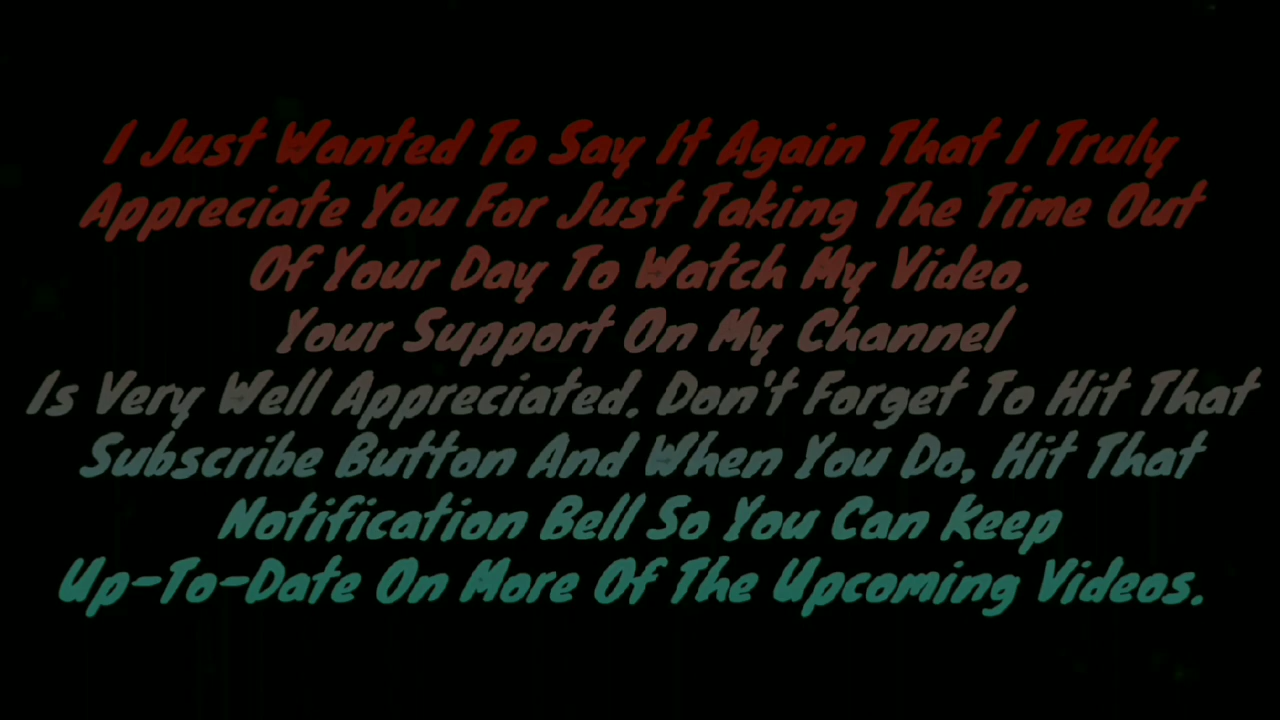 I Just Wanted To Say It Again That I Truly
Appreciate You For Just Taking The Time Out
Of Your Day To Watch My Video.
Your Support On My Channel
Is Very Well Appreciated. Don't Forget To Hit That
Subscribe Button And When You Do, Hit That
Notification Bell So You Can Keep
Up-To-Date On More Of The Upcoming Videos.